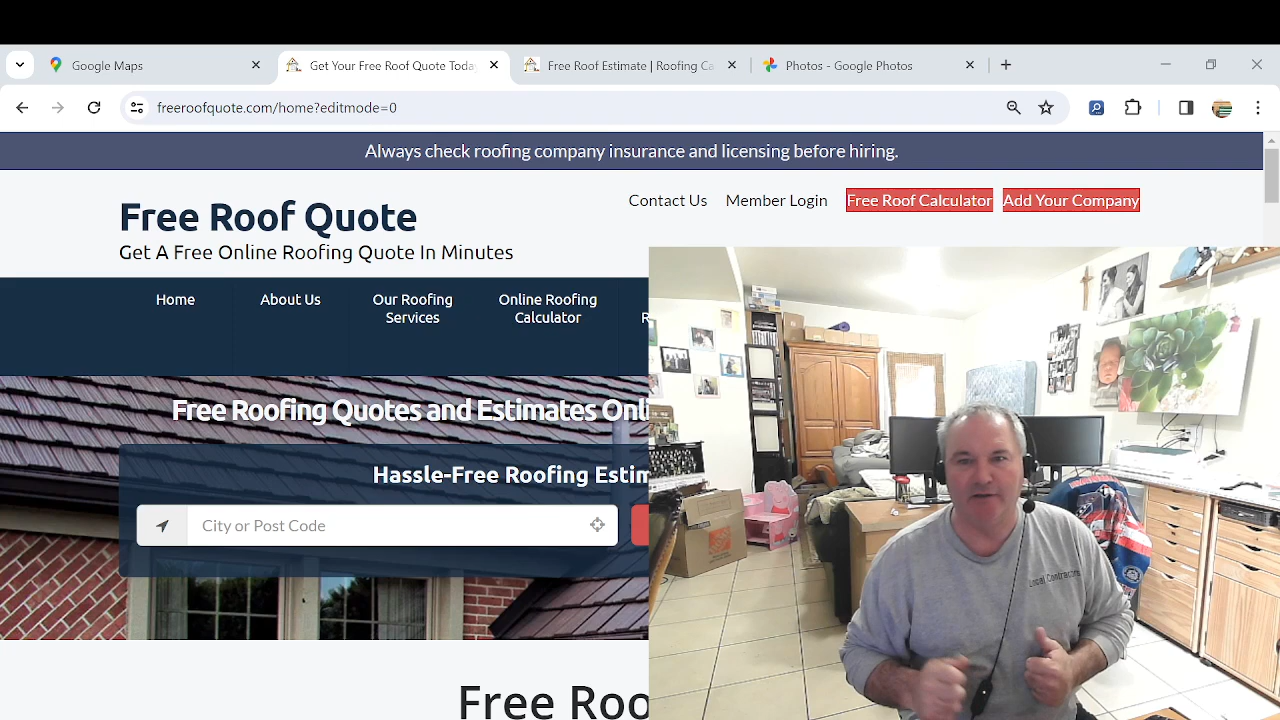 Google Maps
Get Your Free Roof Quote Toda
Free Roof Estimate | Roofing Ca
Photos - Google Photos
freeroofquote.com/home?editmode=0
Always check roofing company insurance and licensing before hiring.
Contact Us
Member Login
Free Roof Calculator
Add Your Company
Free Roof Quote
Get A Free Online Roofing Quote In Minutes
Home
About Us
Our Roofing
Services
Online Roofing
Calculator
Free Roofing Quotes and Estimates Onl
Hassle-Free Roofing Estim
City or Post Code
Local Contractors
Free Roo